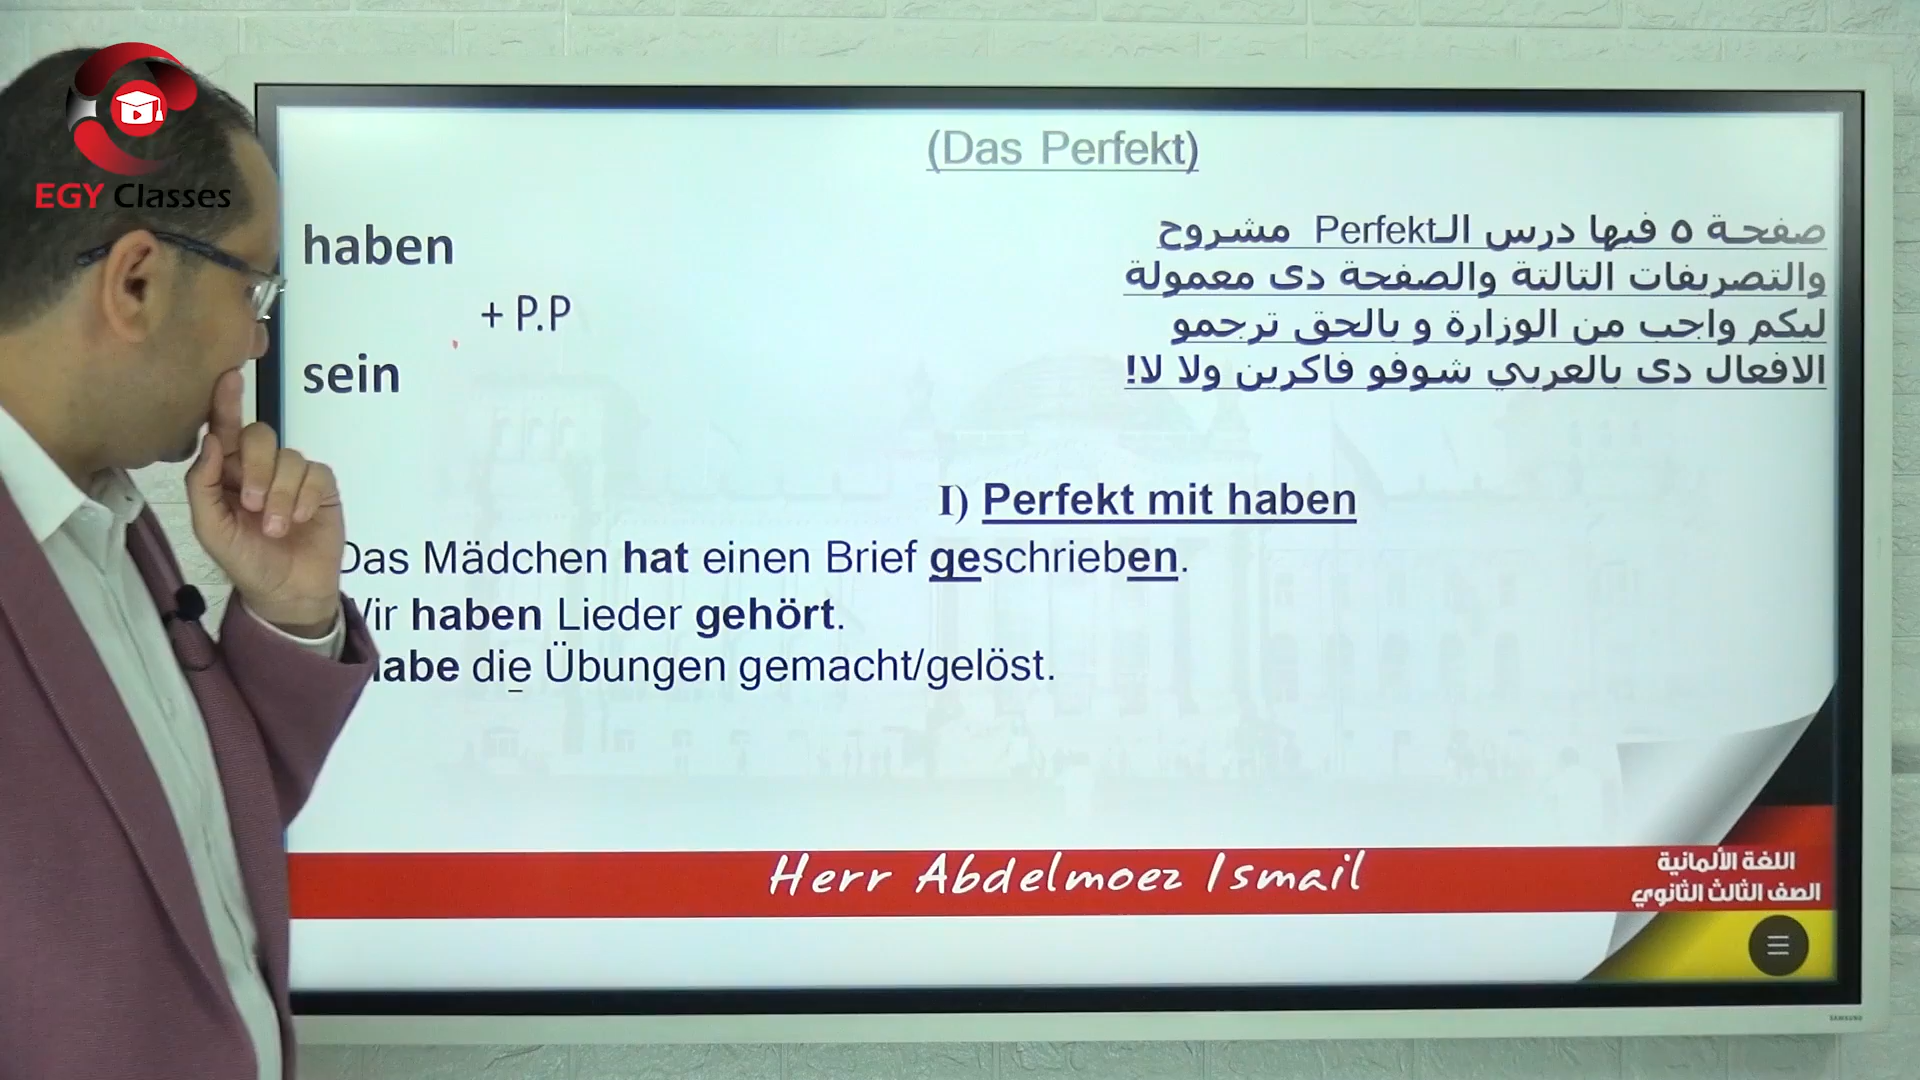 EGY Classes
(Das Perfekt)
haben
+ P.P
sein
صفحة ٥ فيها درس الـPerfekt مشروح
والتصريفات التالتة والصفحة دى معمولة
ليكم واجب من الوزارة و بالحق ترجمو
الافعال دى بالعربي شوفو فاكرين ولا لا!
I) Perfekt mit haben
Das Mädchen hat einen Brief geschrieben.
Wir haben Lieder gehört.
habe die Übungen gemacht/gelöst.
Herr Abdelmoez Ismail
اللغة الألمانية
الصف الثالث الثانوي
SAMSUNG